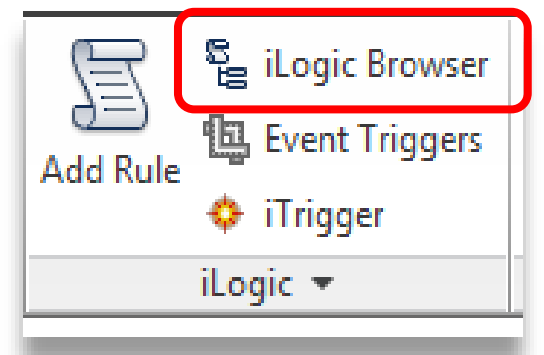 iLogic Browser
Event Triggers
Add Rule
iTrigger
iLogic